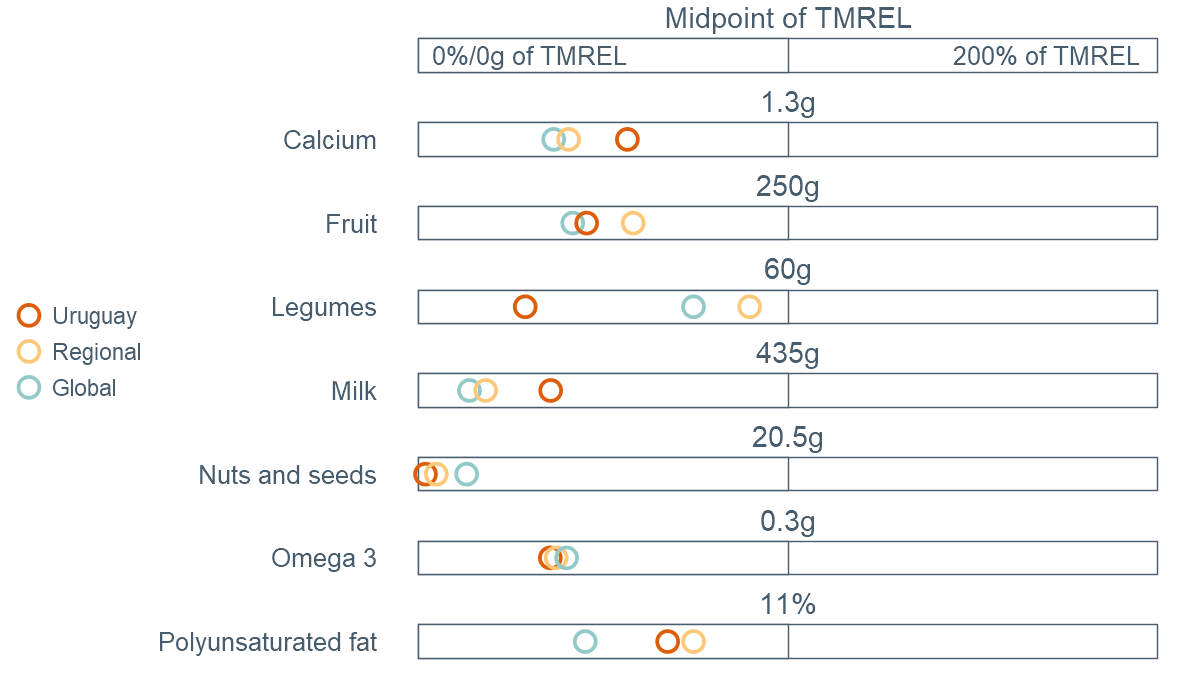 Midpoint of TMREL
0%/0g of TMREL
200% of TMREL
1.3g
Calcium
250g
Fruit
60g
Legumes
435g
Milk
20.5g
Nuts and seeds
0.3g
Omega 3
11%
Polyunsaturated fat
Uruguay
Regional
Global